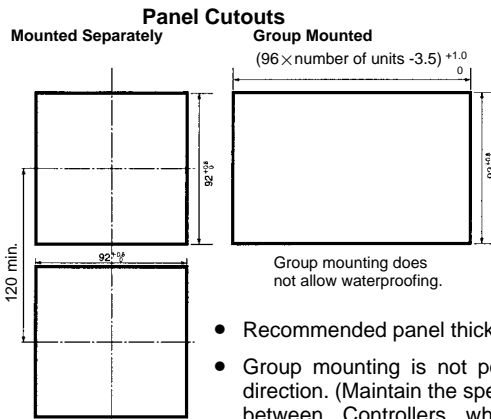 Panel Cutouts
Mounted Separately
Group Mounted
(96×number of units -3.5) +1.0 0
92 +0.8 0
120 min.
92 +0.8 0
Group mounting does
not allow waterproofing.
• Recommended panel thick
• Group mounting is not p
direction. (Maintain the spe
between Controllers wh